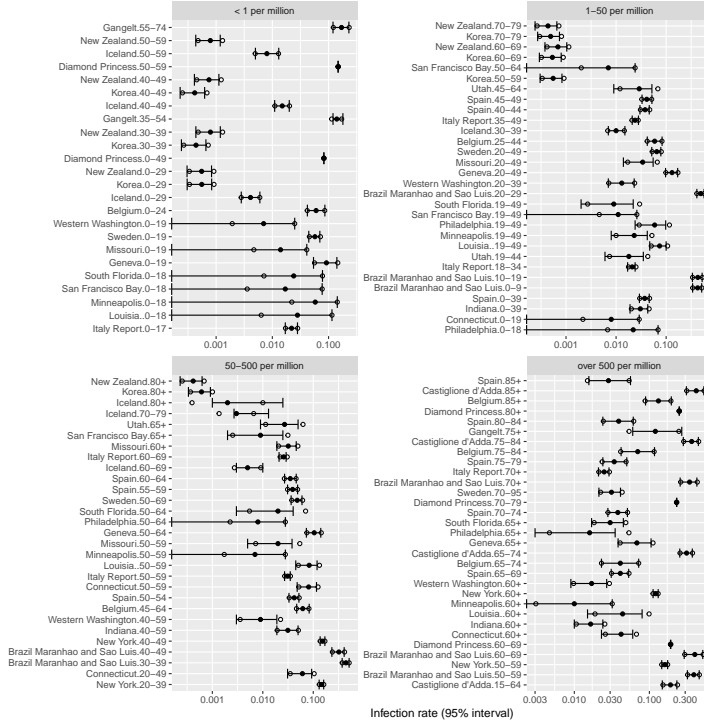 < 1 per million
Gangelt.55−74
New Zealand.50−59
Iceland.50−59
Diamond Princess.50−59
New Zealand.40−49
Korea.40−49
Iceland.40−49
Gangelt.35−54
New Zealand.30−39
Korea.30−39
Diamond Princess.0−49
New Zealand.0−29
Korea.0−29
Iceland.0−29
Belgium.0−24
Western Washington.0−19
Sweden.0−19
Missouri.0−19
Geneva.0−19
South Florida.0−18
San Francisco Bay.0−18
Minneapolis.0−18
Louisia..0−18
Italy Report.0−17
0.001 0.010 0.100
1−50 per million
New Zealand.70−79
Korea.70−79
New Zealand.60−69
Korea.60−69
San Francisco Bay.50−64
Korea.50−59
Utah.45−64
Spain.45−49
Spain.40−44
Italy Report.35−49
Iceland.30−39
Belgium.25−44
Sweden.20−49
Missouri.20−49
Geneva.20−49
Western Washington.20−39
Brazil Maranhao and Sao Luis.20−29
South Florida.19−49
San Francisco Bay.19−49
Philadelphia.19−49
Minneapolis.19−49
Louisia..19−49
Utah.19−44
Italy Report.18−34
Brazil Maranhao and Sao Luis.10−19
Brazil Maranhao and Sao Luis.0−9
Spain.0−39
Indiana.0−39
Connecticut.0−19
Philadelphia.0−18
0.001 0.010 0.100
50−500 per million
New Zealand.80+
Korea.80+
Iceland.80+
Iceland.70−79
Utah.65+
San Francisco Bay.65+
Missouri.60+
Italy Report.60−69
Iceland.60−69
Spain.60−64
Spain.55−59
Sweden.50−69
South Florida.50−64
Philadelphia.50−64
Geneva.50−64
Missouri.50−59
Minneapolis.50−59
Louisia..50−59
Italy Report.50−59
Connecticut.50−59
Spain.50−54
Belgium.45−64
Western Washington.40−59
Indiana.40−59
New York.40−49
Brazil Maranhao and Sao Luis.40−49
Brazil Maranhao and Sao Luis.30−39
Connecticut.20−49
New York.20−39
0.001 0.010 0.100
over 500 per million
Spain.85+
Castiglione d'Adda.85+
Belgium.85+
Diamond Princess.80+
Spain.80−84
Gangelt.75+
Castiglione d'Adda.75−84
Belgium.75−84
Spain.75−79
Italy Report.70+
Brazil Maranhao and Sao Luis.70+
Sweden.70−95
Diamond Princess.70−79
Spain.70−74
South Florida.65+
Philadelphia.65+
Geneva.65+
Castiglione d'Adda.65−74
Belgium.65−74
Spain.65−69
Western Washington.60+
New York.60+
Minneapolis.60+
Louisia..60+
Indiana.60+
Connecticut.60+
Diamond Princess.60−69
Brazil Maranhao and Sao Luis.60−69
New York.50−59
Brazil Maranhao and Sao Luis.50−59
Castiglione d'Adda.15−64
0.003 0.010 0.030 0.100 0.300
Infection rate (95% interval)